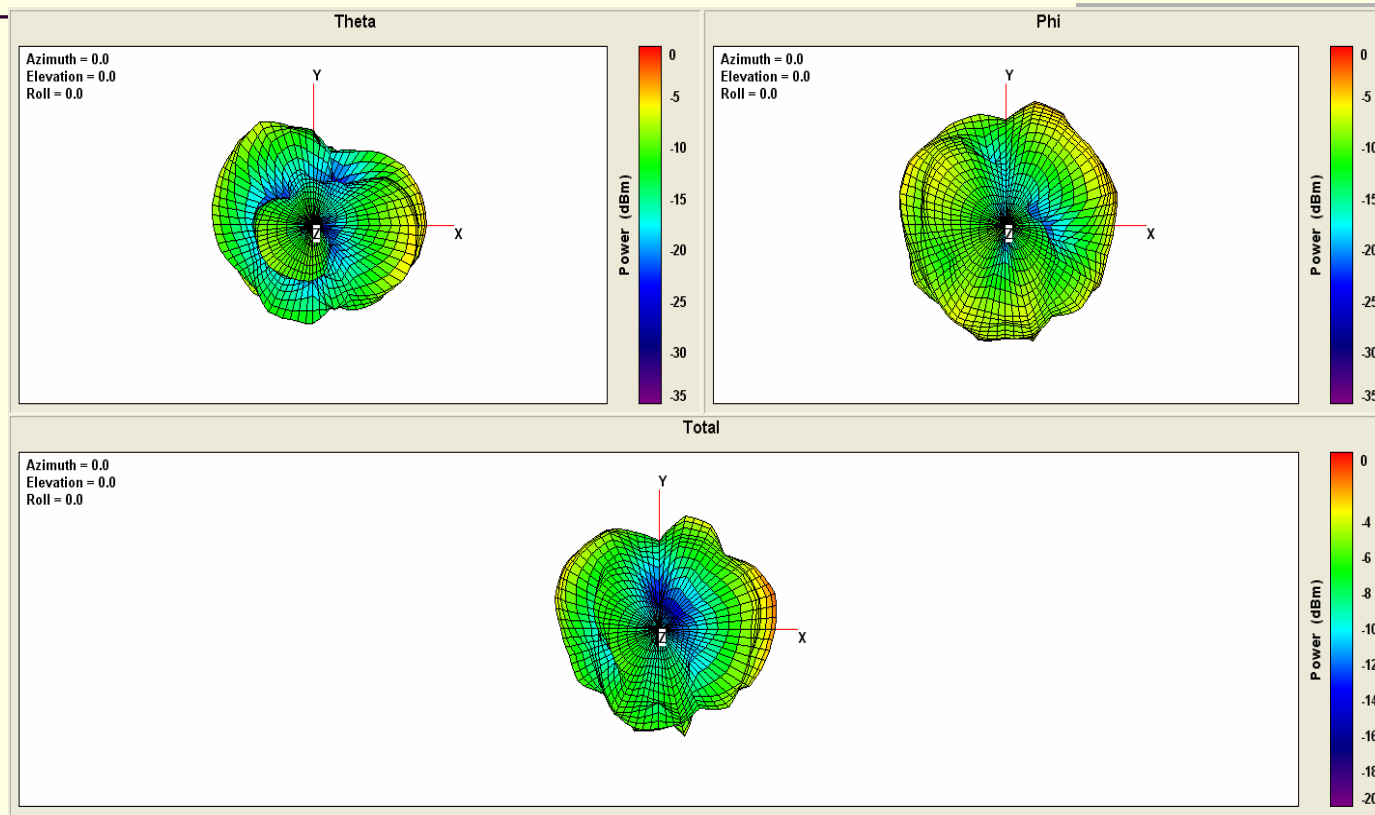 Theta
Azimuth = 0.0
Elevation = 0.0
Roll = 0.0
Y
X
Z
0
-5
-10
-15
-20
-25
-30
-35
Power (dBm)
Phi
Azimuth = 0.0
Elevation = 0.0
Roll = 0.0
Y
X
Z
0
-5
-10
-15
-20
-25
-30
-35
Power (dBm)
Total
Azimuth = 0.0
Elevation = 0.0
Roll = 0.0
Y
X
Z
0
-4
-6
-8
-10
-12
-14
-16
-18
-20
Power (dBm)